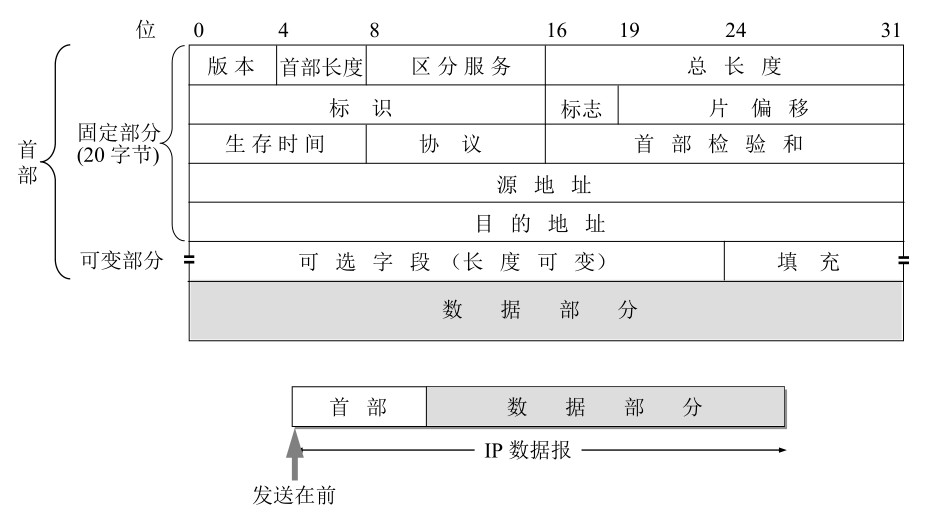 位 0 4 8 16 19 24 31
版本 首部长度 区分服务 总长度
标识 标志 片偏移
首部 固定部分 (20 字节) 生存时间 协议 首部检验和
源地址
目的地址
可变部分 可选字段（长度可变） 填充
数据部分
首部 数据部分
IP 数据报
发送在前